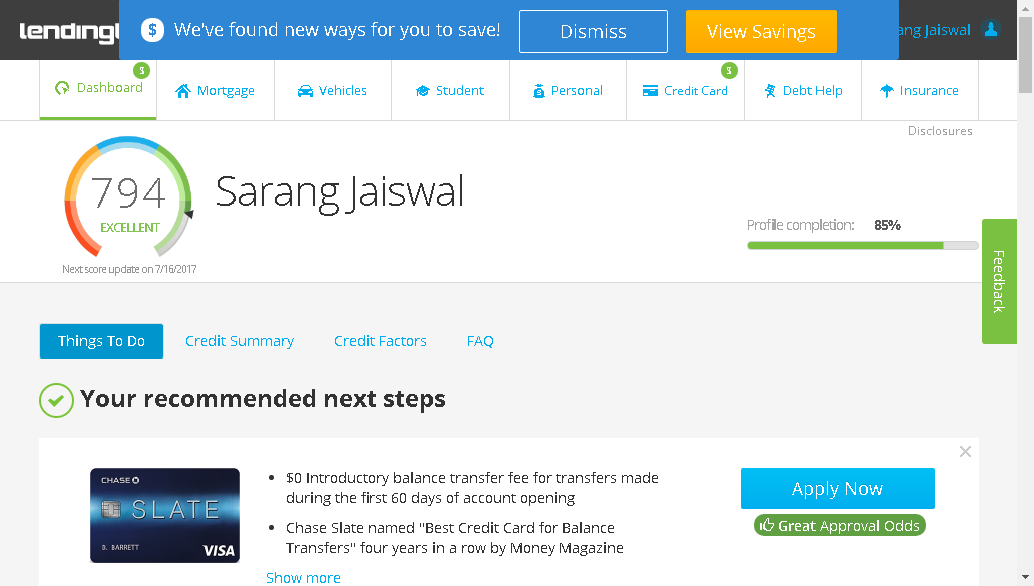 lending
$ We've found new ways for you to save! Dismiss View Savings
ang Jaiswal
$ $
Dashboard Mortgage Vehicles Student Personal Credit Card Debt Help Insurance
Disclosures
794
EXCELLENT
Sarang Jaiswal
Profile completion: 85%
Next score update on 7/16/2017
Feedback
Things To Do Credit Summary Credit Factors FAQ
Your recommended next steps
CHASE
SLATE
B. BARRETT
VISA
• $0 Introductory balance transfer fee for transfers made
during the first 60 days of account opening
• Chase Slate named "Best Credit Card for Balance
Transfers" four years in a row by Money Magazine
Show more
Apply Now
Great Approval Odds